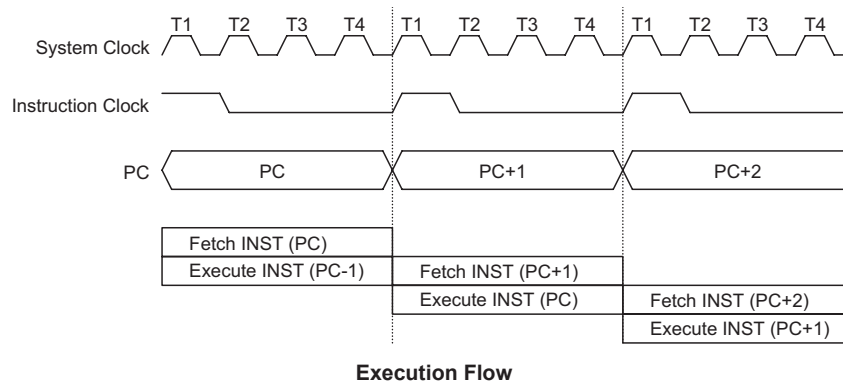 T1 T2 T3 T4 T1 T2 T3 T4 T1 T2 T3 T4
System Clock
Instruction Clock
PC PC PC+1 PC+2
Fetch INST (PC)
Execute INST (PC-1) Fetch INST (PC+1)
Execute INST (PC) Fetch INST (PC+2)
Execute INST (PC+1)
Execution Flow